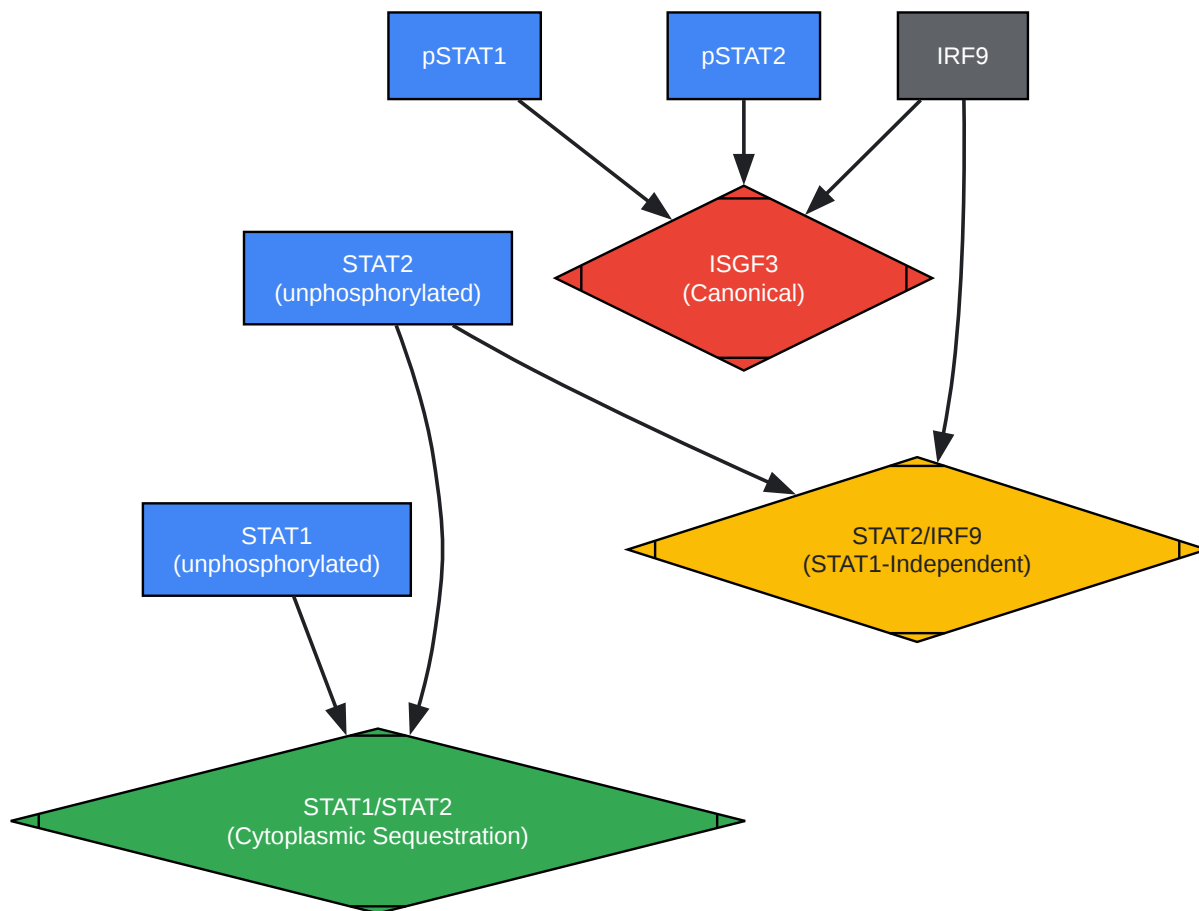 pSTAT1
pSTAT2
IRF9
STAT2
(unphosphorylated)
ISGF3
(Canonical)
STAT1
(unphosphorylated)
STAT2/IRF9
(STAT1-Independent)
STAT1/STAT2
(Cytoplasmic Sequestration)